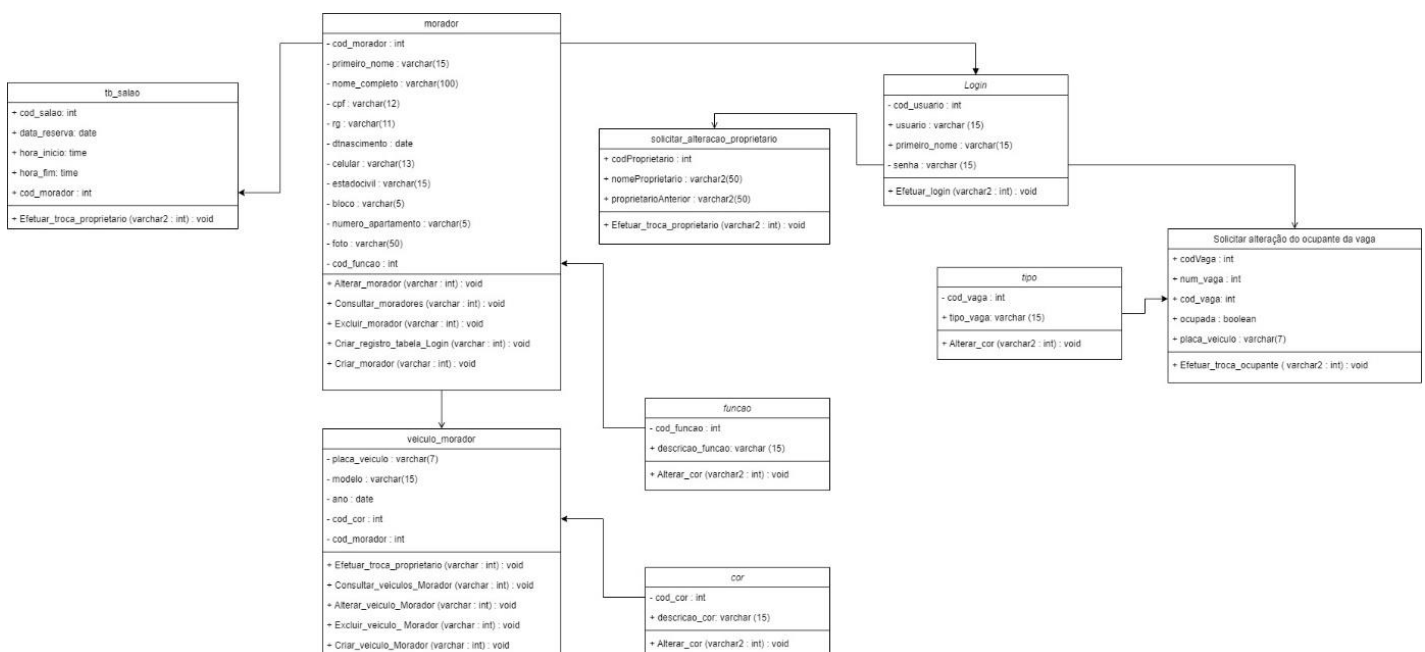 morador
- cod_morador : int
- primeiro_nome : varchar(15)
- nome_completo : varchar(100)
- cpf : varchar(12)
- rg : varchar(11)
- dtnascimento : date
- celular : varchar(13)
- estadocivil : varchar(15)
- bloco : varchar(5)
- numero_apartamento : varchar(5)
- foto : varchar(50)
- cod_funcao : int
+ Alterar_morador (varchar : int) : void
+ Consultar_moradores (varchar : int) : void
+ Excluir_morador (varchar : int) : void
+ Criar_registro_tabela_Login (varchar : int) : void
+ Criar_morador (varchar : int) : void
tb_salao
+ cod_salao: int
+ data_reserva: date
+ hora_inicio: time
+ hora_fim: time
+ cod_morador : int
+ Efetuar_troca_proprietario (varchar2 : int) : void
solicitar_alteracao_proprietário
+ codProprietario : int
+ nomeProprietario : varchar2(50)
+ proprietarioAnterior : varchar2(50)
+ Efetuar_troca_proprietario (varchar2 : int) : void
Login
- cod_usuario : int
+ usuario : varchar (15)
+ primeiro_nome : varchar(15)
- senha : varchar (15)
+ Efetuar_login (varchar2 : int) : void
Solicitar alteração do ocupante da vaga
+ codVaga : int
+ num_vaga : int
+ cod_vaga: int
+ ocupada : boolean
+ placa_veiculo : varchar(7)
+ Efetuar_troca_ocupante ( varchar2 : int) : void
tipo
- cod_vaga : int
+ tipo_vaga: varchar (15)
+ Alterar_cor (varchar2 : int) : void
funcao
- cod_funcao : int
+ descricao_funcao: varchar (15)
+ Alterar_cor (varchar2 : int) : void
veiculo_morador
- placa_veiculo : varchar(7)
- modelo : varchar(15)
- ano : date
- cod_cor : int
- cod_morador : int
+ Efetuar_troca_proprietario (varchar : int) : void
+ Consultar_veiculos_Morador (varchar : int) : void
+ Alterar_veiculo_Morador (varchar : int) : void
+ Excluir_veiculo_ Morador (varchar : int) : void
+ Criar_veiculo_Morador (varchar : int) : void
cor
- cod_cor : int
+ descricao_cor: varchar (15)
+ Alterar_cor (varchar2 : int) : void